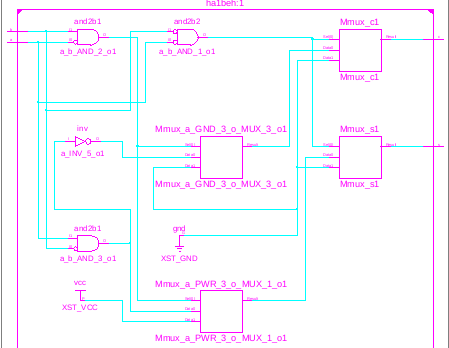 ha1beh:1
and2b1
and2b2
Mmux_c1
a_b_AND_2_o1
a_b_AND_1_o1
Mmux_c1
inv
Mmux_a_GND_3_o_MUX_3_o1
Mmux_s1
a_INV_5_o1
Mmux_a_GND_3_o_MUX_3_o1
Mmux_s1
and2b1
gnd
a_b_AND_3_o1
XST_GND
vcc
Mmux_a_PWR_3_o_MUX_1_o1
XST_VCC
Mmux_a_PWR_3_o_MUX_1_o1